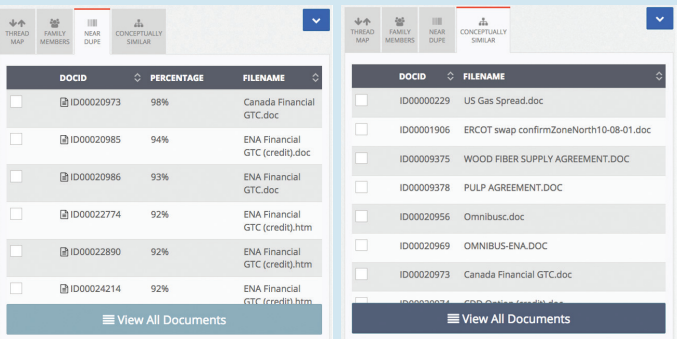 THREAD MAP
FAMILY MEMBERS
NEAR DUPE
CONCEPTUALLY SIMILAR
DOCID PERCENTAGE FILENAME
ID00020973 98% Canada Financial
GTC.doc
ID00020985 94% ENA Financial
GTC (credit).doc
ID00020986 93% ENA Financial
GTC.doc
ID00022774 92% ENA Financial
GTC (credit).htm
ID00022890 92% ENA Financial
GTC (credit).htm
ID00024214 92% ENA Financial
GTC (credit).htm
View All Documents
THREAD MAP
FAMILY MEMBERS
NEAR DUPE
CONCEPTUALLY SIMILAR
DOCID FILENAME
ID00000229 US Gas Spread.doc
ID00001906 ERCOT swap confirmZoneNorth10-08-01.doc
ID00009375 WOOD FIBER SUPPLY AGREEMENT.DOC
ID00009378 PULP AGREEMENT.DOC
ID00020956 Omnibusc.doc
ID00020969 OMNIBUS-ENA.DOC
ID00020973 Canada Financial GTC.doc
View All Documents